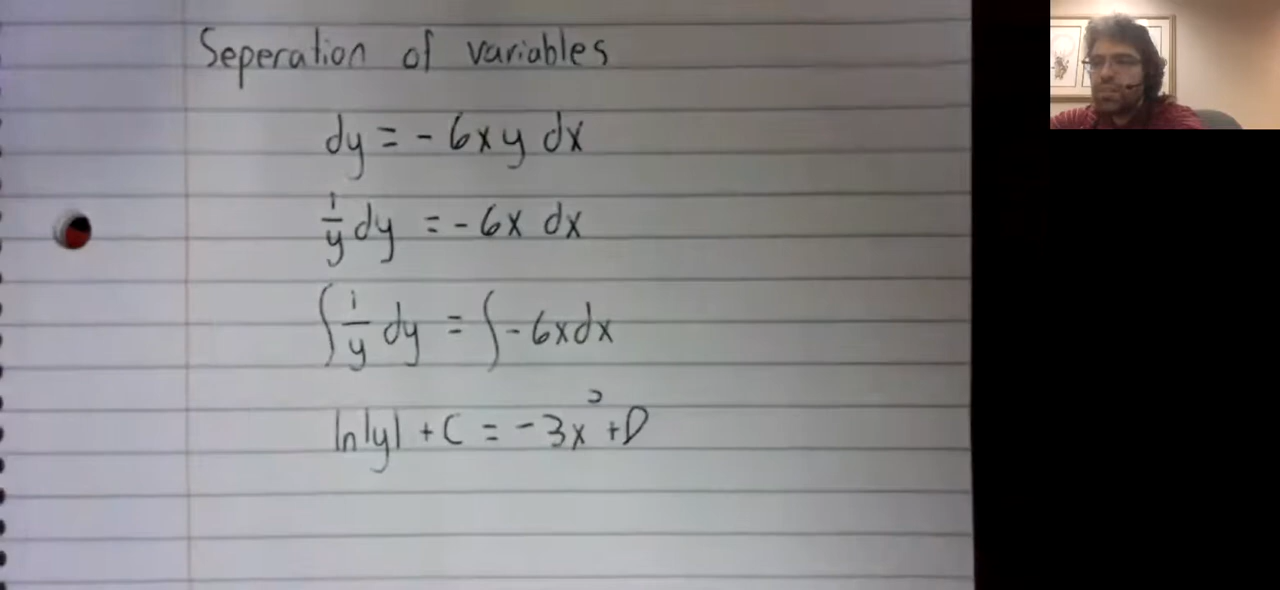 Seperation of variables
dy = - 6xy dx
1/y dy = - 6x dx
∫ 1/y dy = ∫ - 6x dx
ln|y| + C = - 3x² + D